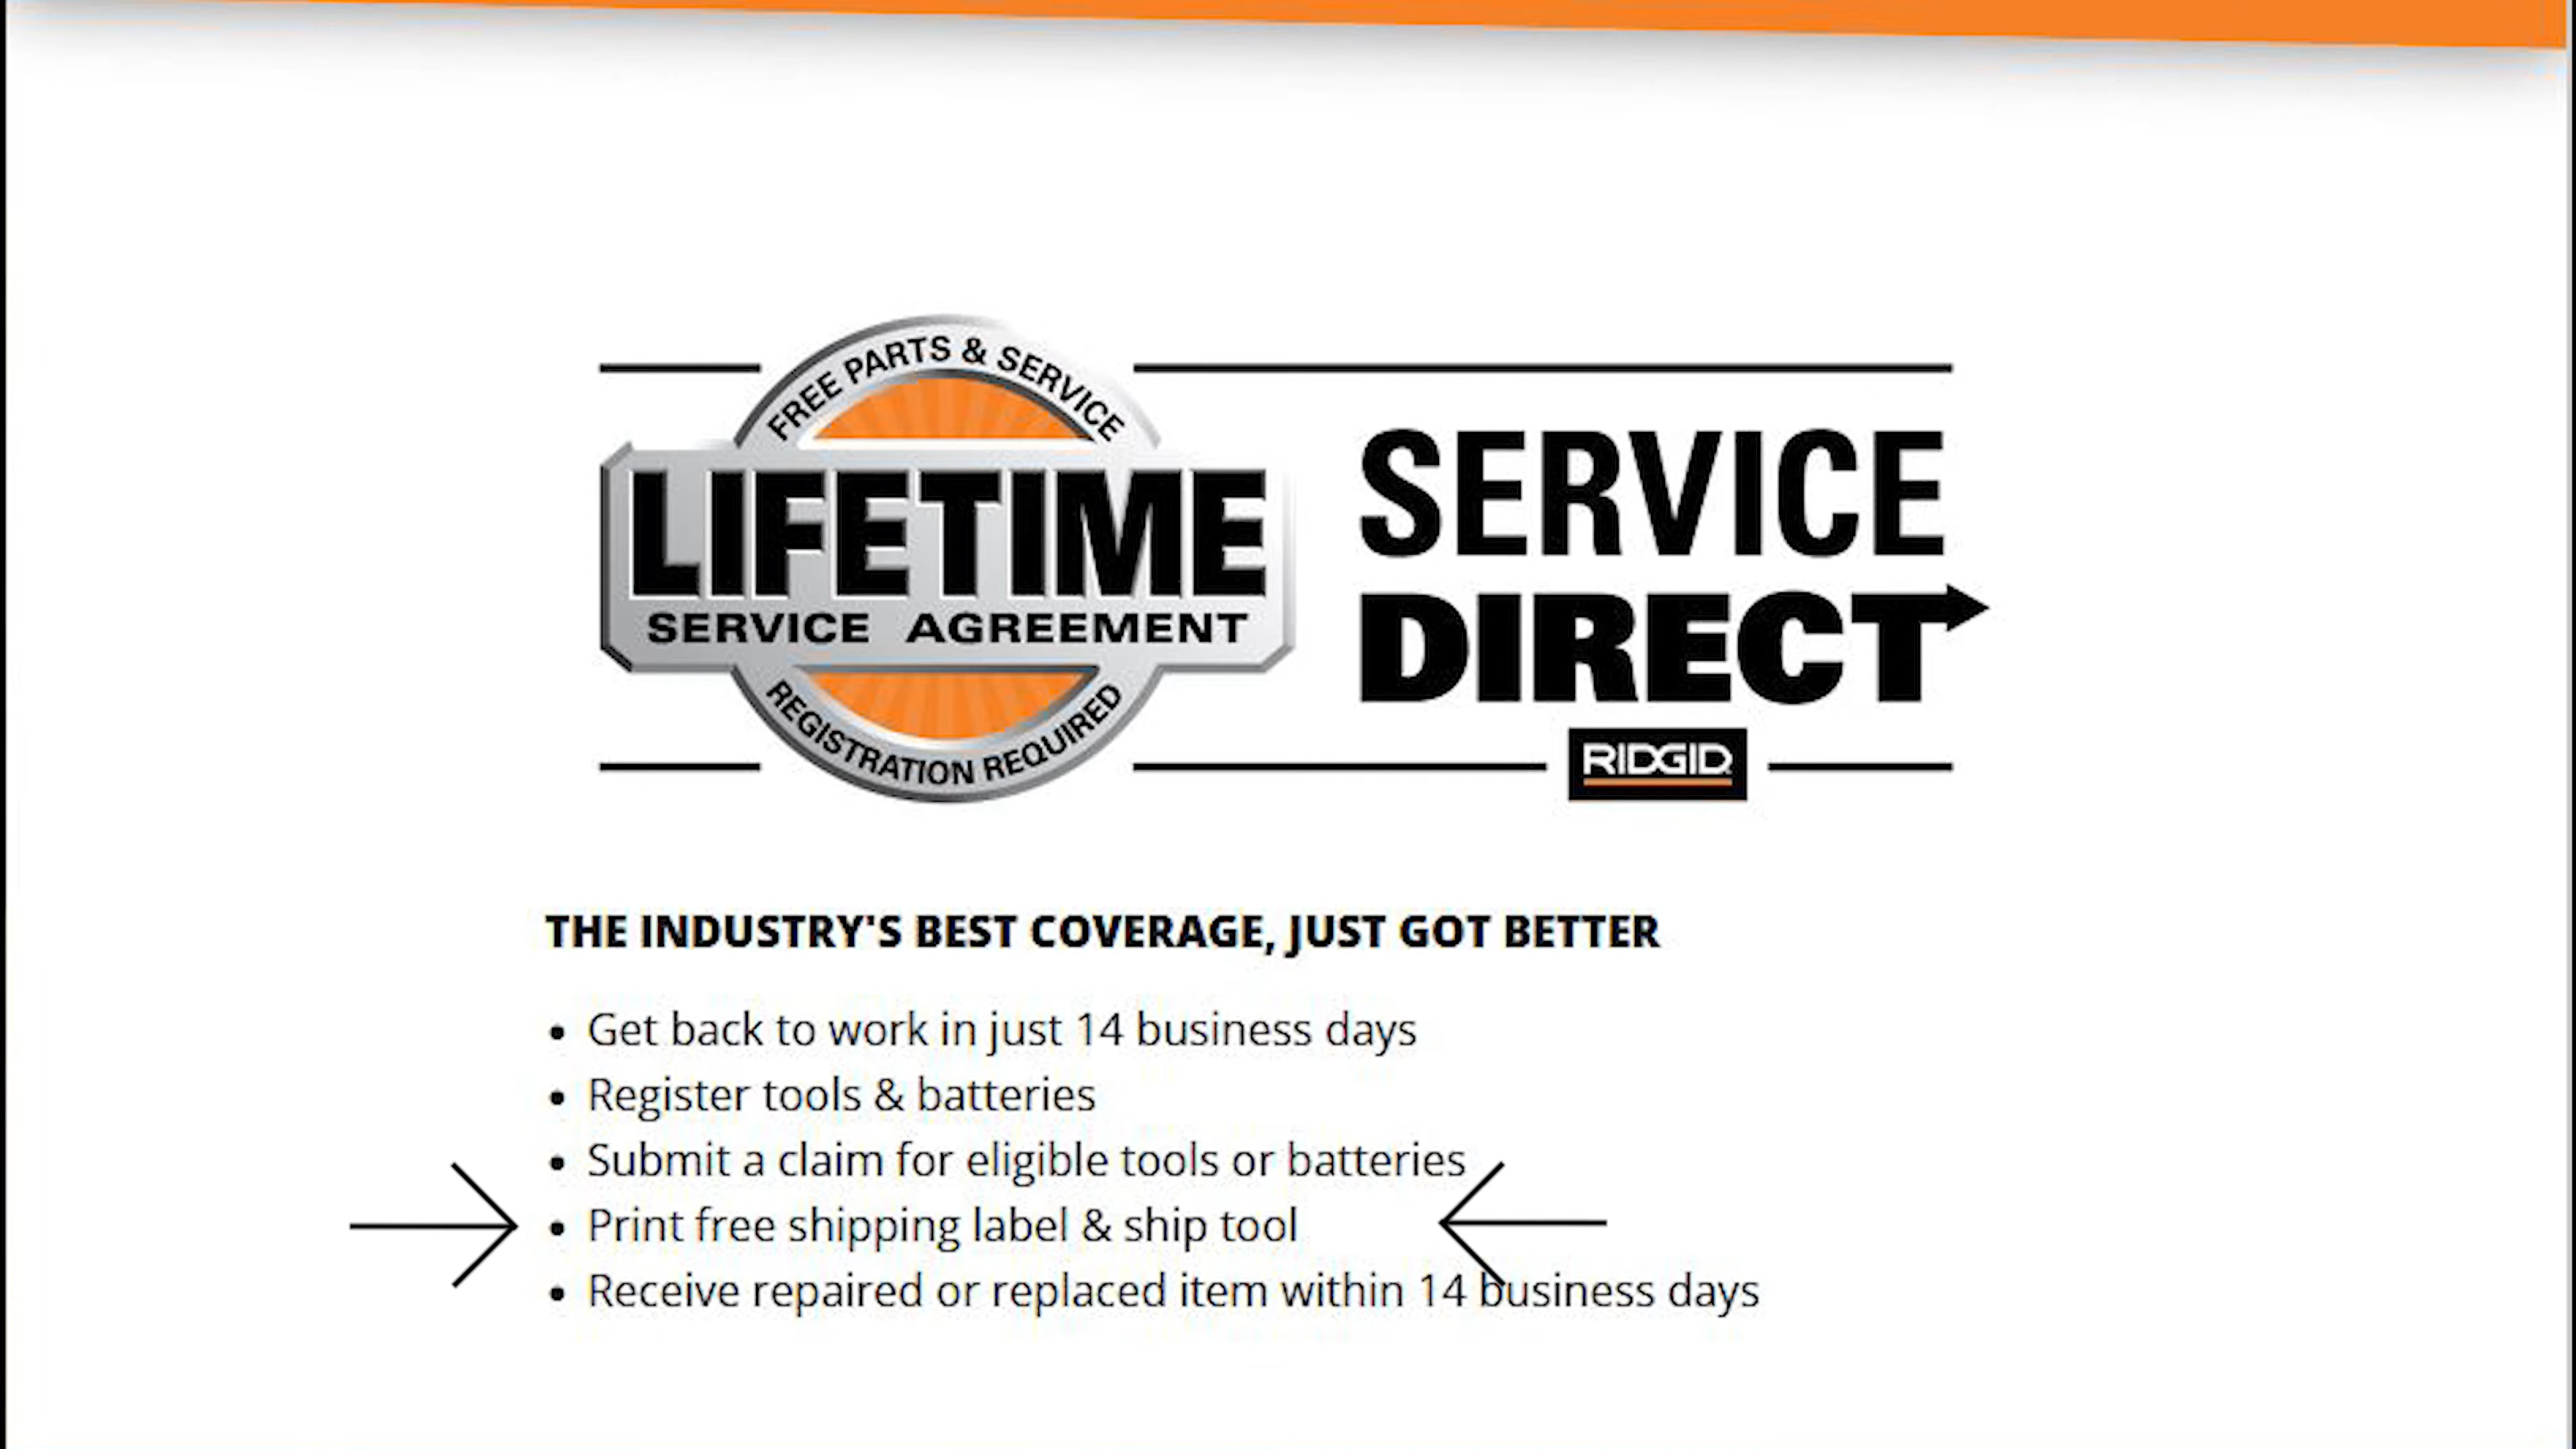 FREE PARTS & SERVICE
LIFETIME
SERVICE AGREEMENT
REGISTRATION REQUIRED
SERVICE
DIRECT
RIDGID
THE INDUSTRY'S BEST COVERAGE, JUST GOT BETTER
• Get back to work in just 14 business days
• Register tools & batteries
• Submit a claim for eligible tools or batteries
• Print free shipping label & ship tool
• Receive repaired or replaced item within 14 business days